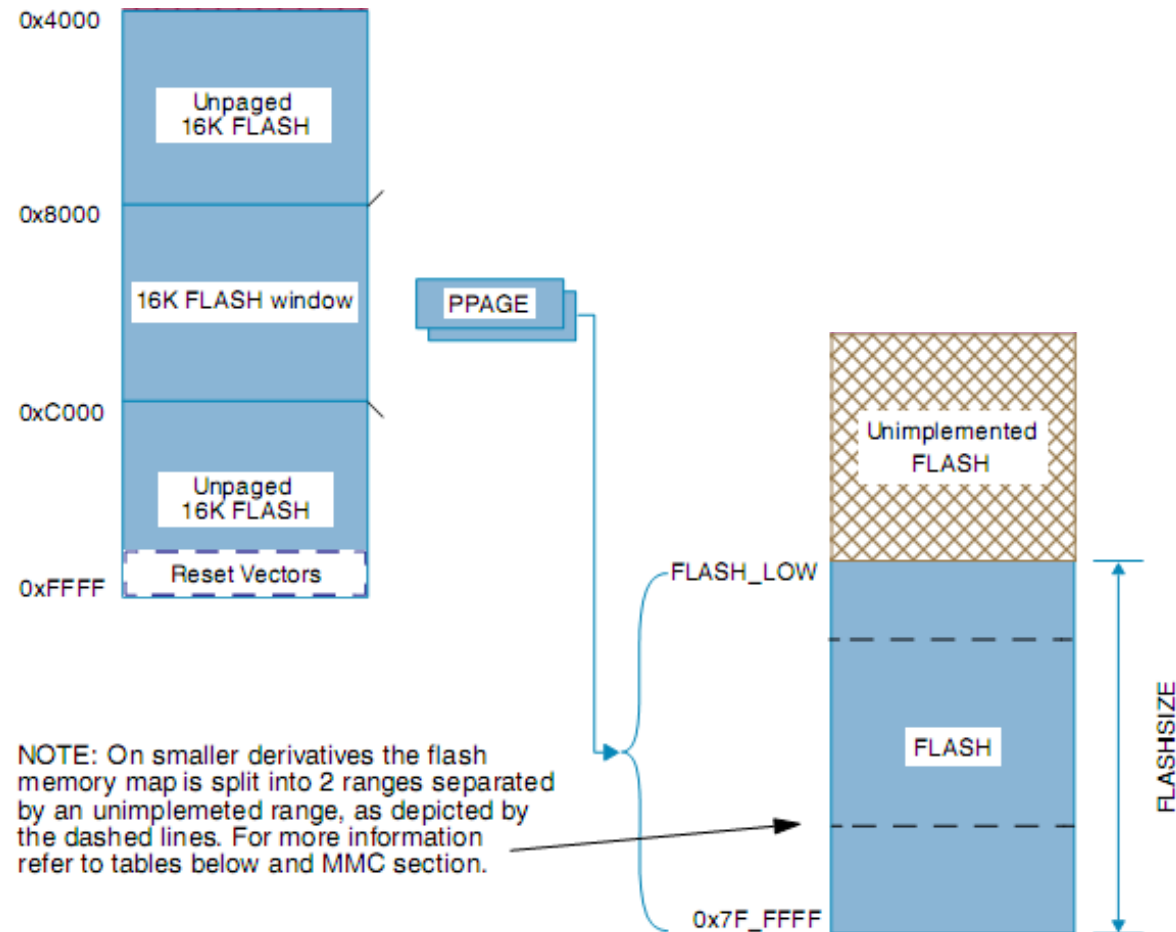 0x4000
Unpaged
16K FLASH
0x8000
16K FLASH window
PPAGE
0xC000
Unimplemented
FLASH
Unpaged
16K FLASH
Reset Vectors
0xFFFF
FLASH_LOW
FLASHSIZE
FLASH
NOTE: On smaller derivatives the flash
memory map is split into 2 ranges separated
by an unimplemeted range, as depicted by
the dashed lines. For more information
refer to tables below and MMC section.
0x7F_FFFF